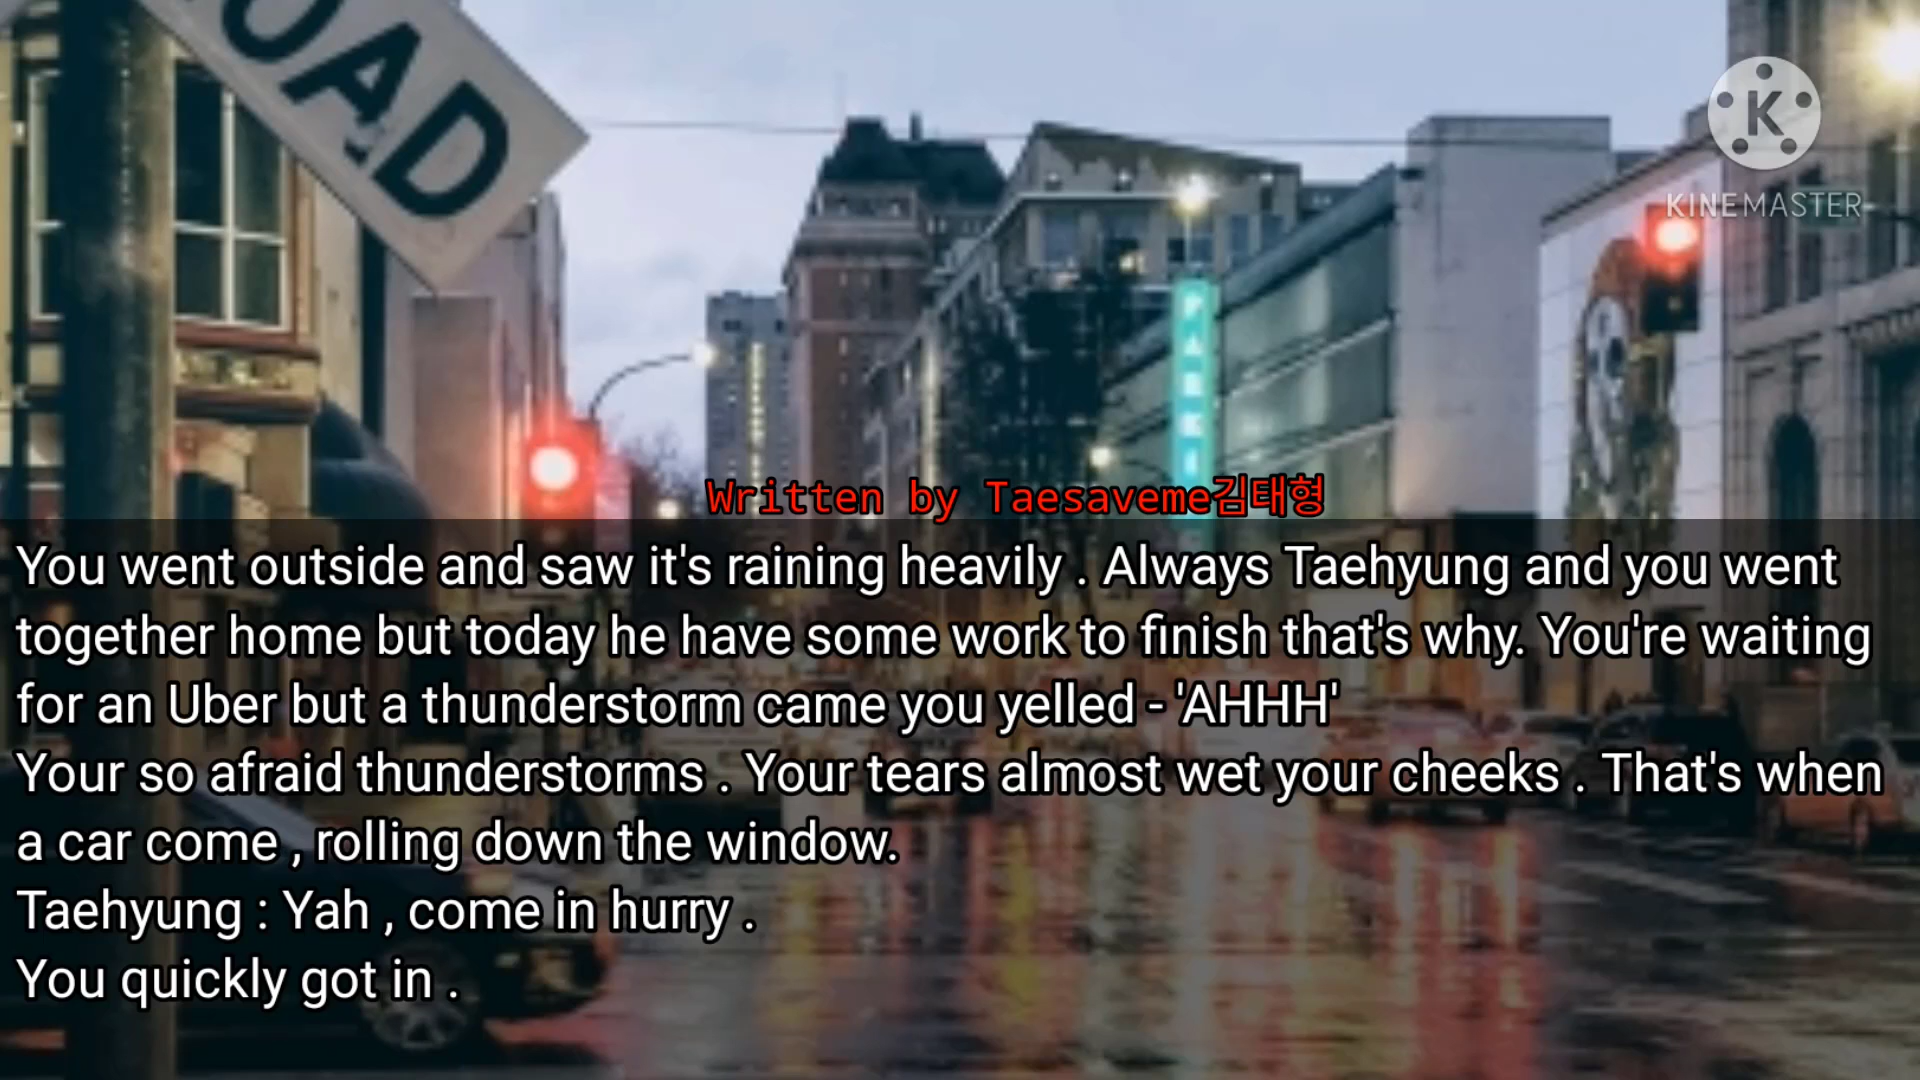 OAD
K
KINEMASTER
PARKI
Written by Taesaveme김태형
You went outside and saw it's raining heavily . Always Taehyung and you went
together home but today he have some work to finish that's why. You're waiting
for an Uber but a thunderstorm came you yelled - 'AHHH'
Your so afraid thunderstorms . Your tears almost wet your cheeks . That's when
a car come , rolling down the window.
Taehyung : Yah , come in hurry .
You quickly got in .